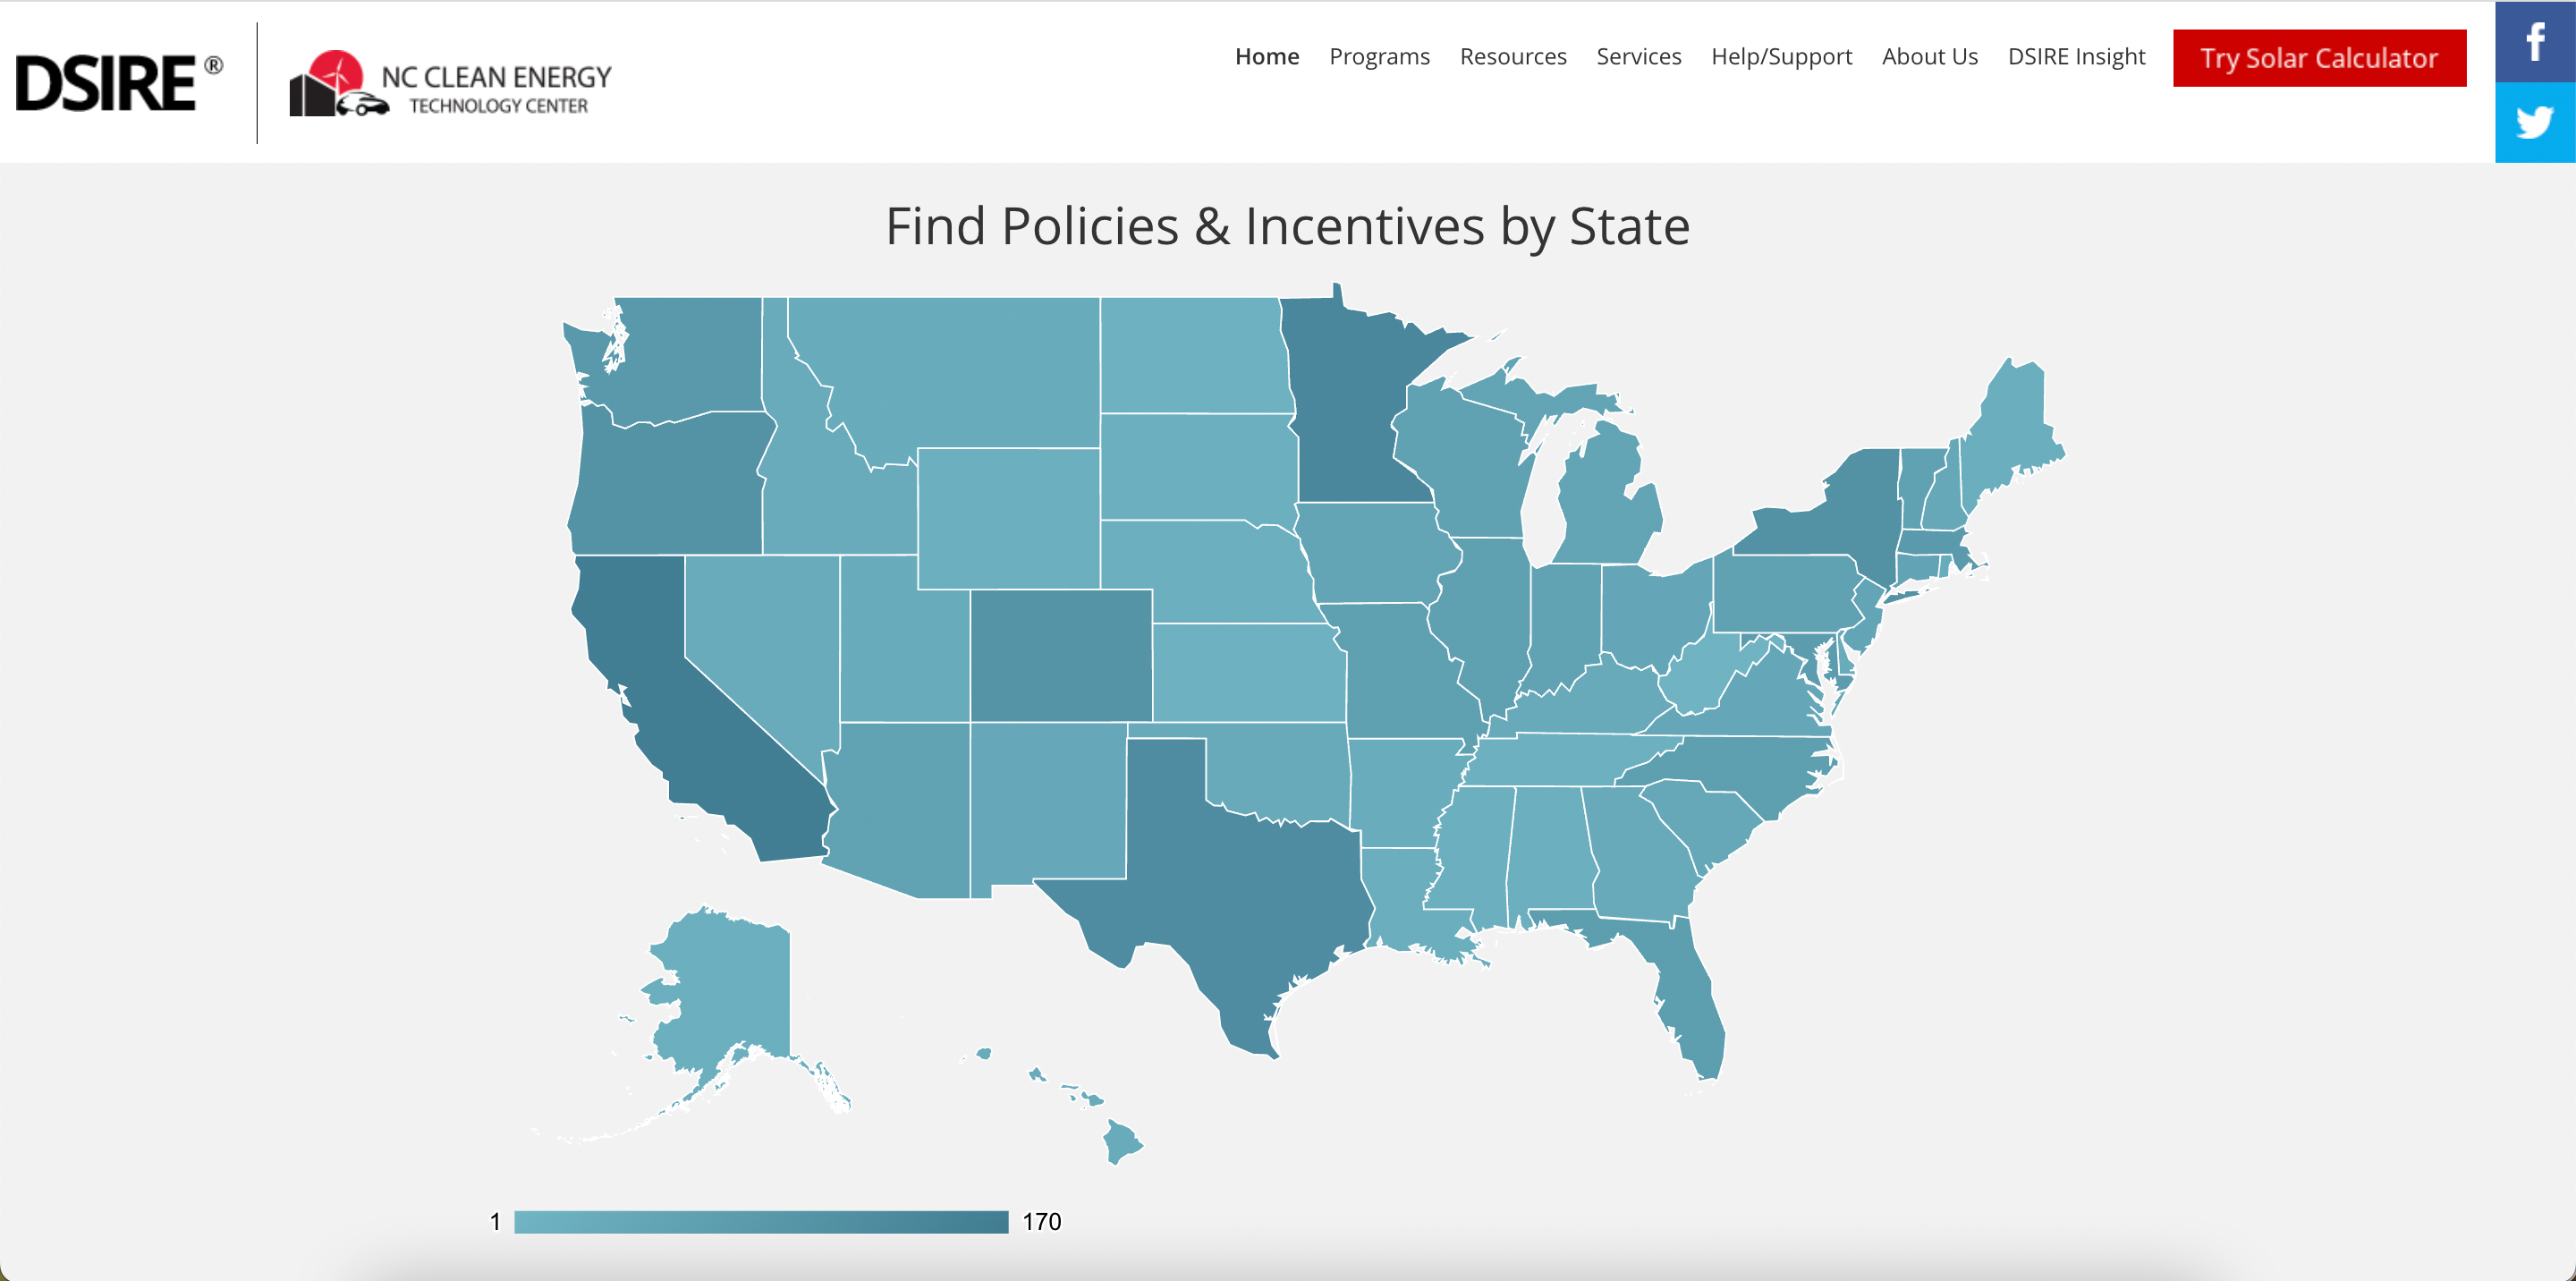 DSIRE ®
NC CLEAN ENERGY
TECHNOLOGY CENTER
Home Programs Resources Services Help/Support About Us DSIRE Insight Try Solar Calculator
Find Policies & Incentives by State
1 170